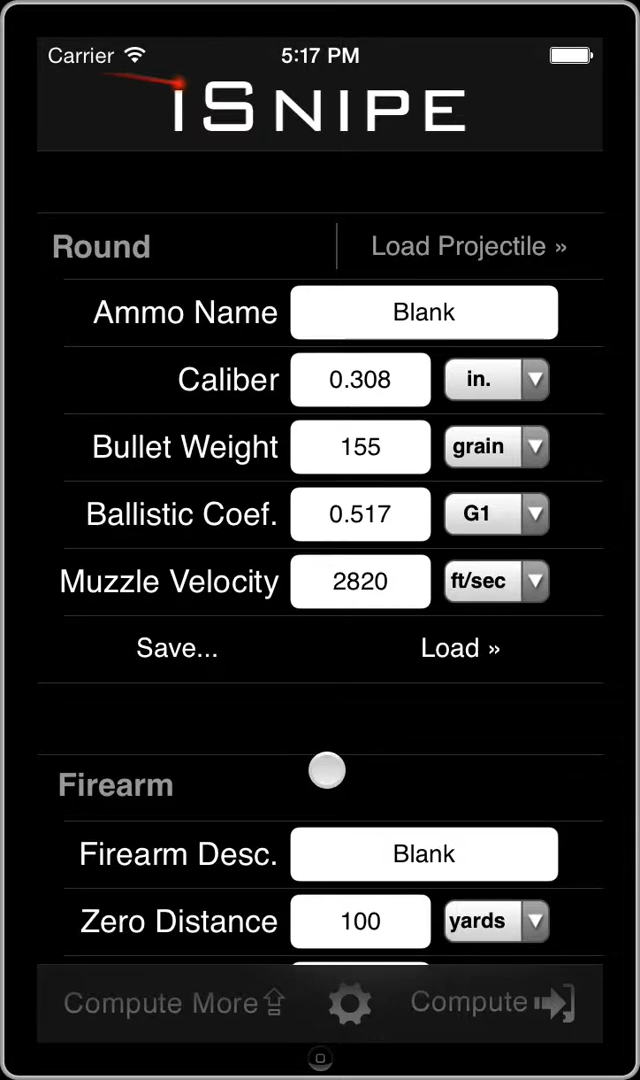 Carrier 5:17 PM
iSNIPE
Round Load Projectile »
Ammo Name Blank
Caliber 0.308 in.
Bullet Weight 155 grain
Ballistic Coef. 0.517 G1
Muzzle Velocity 2820 ft/sec
Save... Load »
Firearm
Firearm Desc. Blank
Zero Distance 100 yards
Compute More Compute